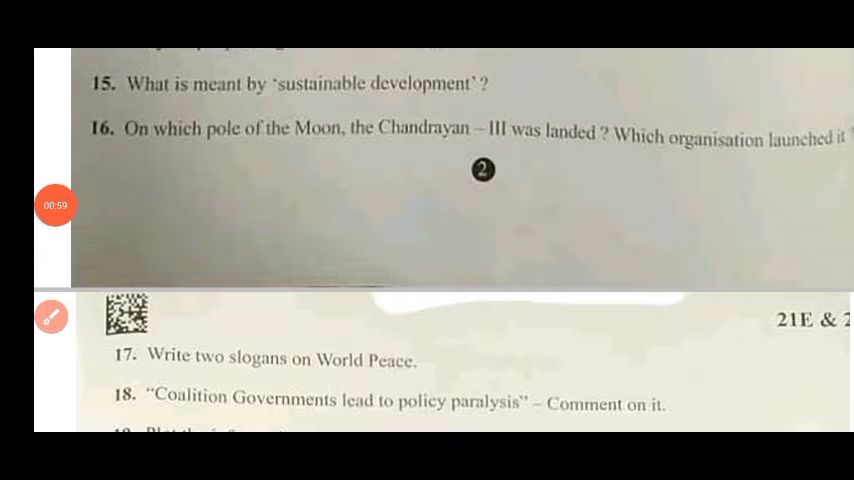 15. What is meant by 'sustainable development' ?
16. On which pole of the Moon, the Chandrayan – III was landed ? Which organisation launched it ?
2
00:59
21E & 2
17. Write two slogans on World Peace.
18. "Coalition Governments lead to policy paralysis" – Comment on it.